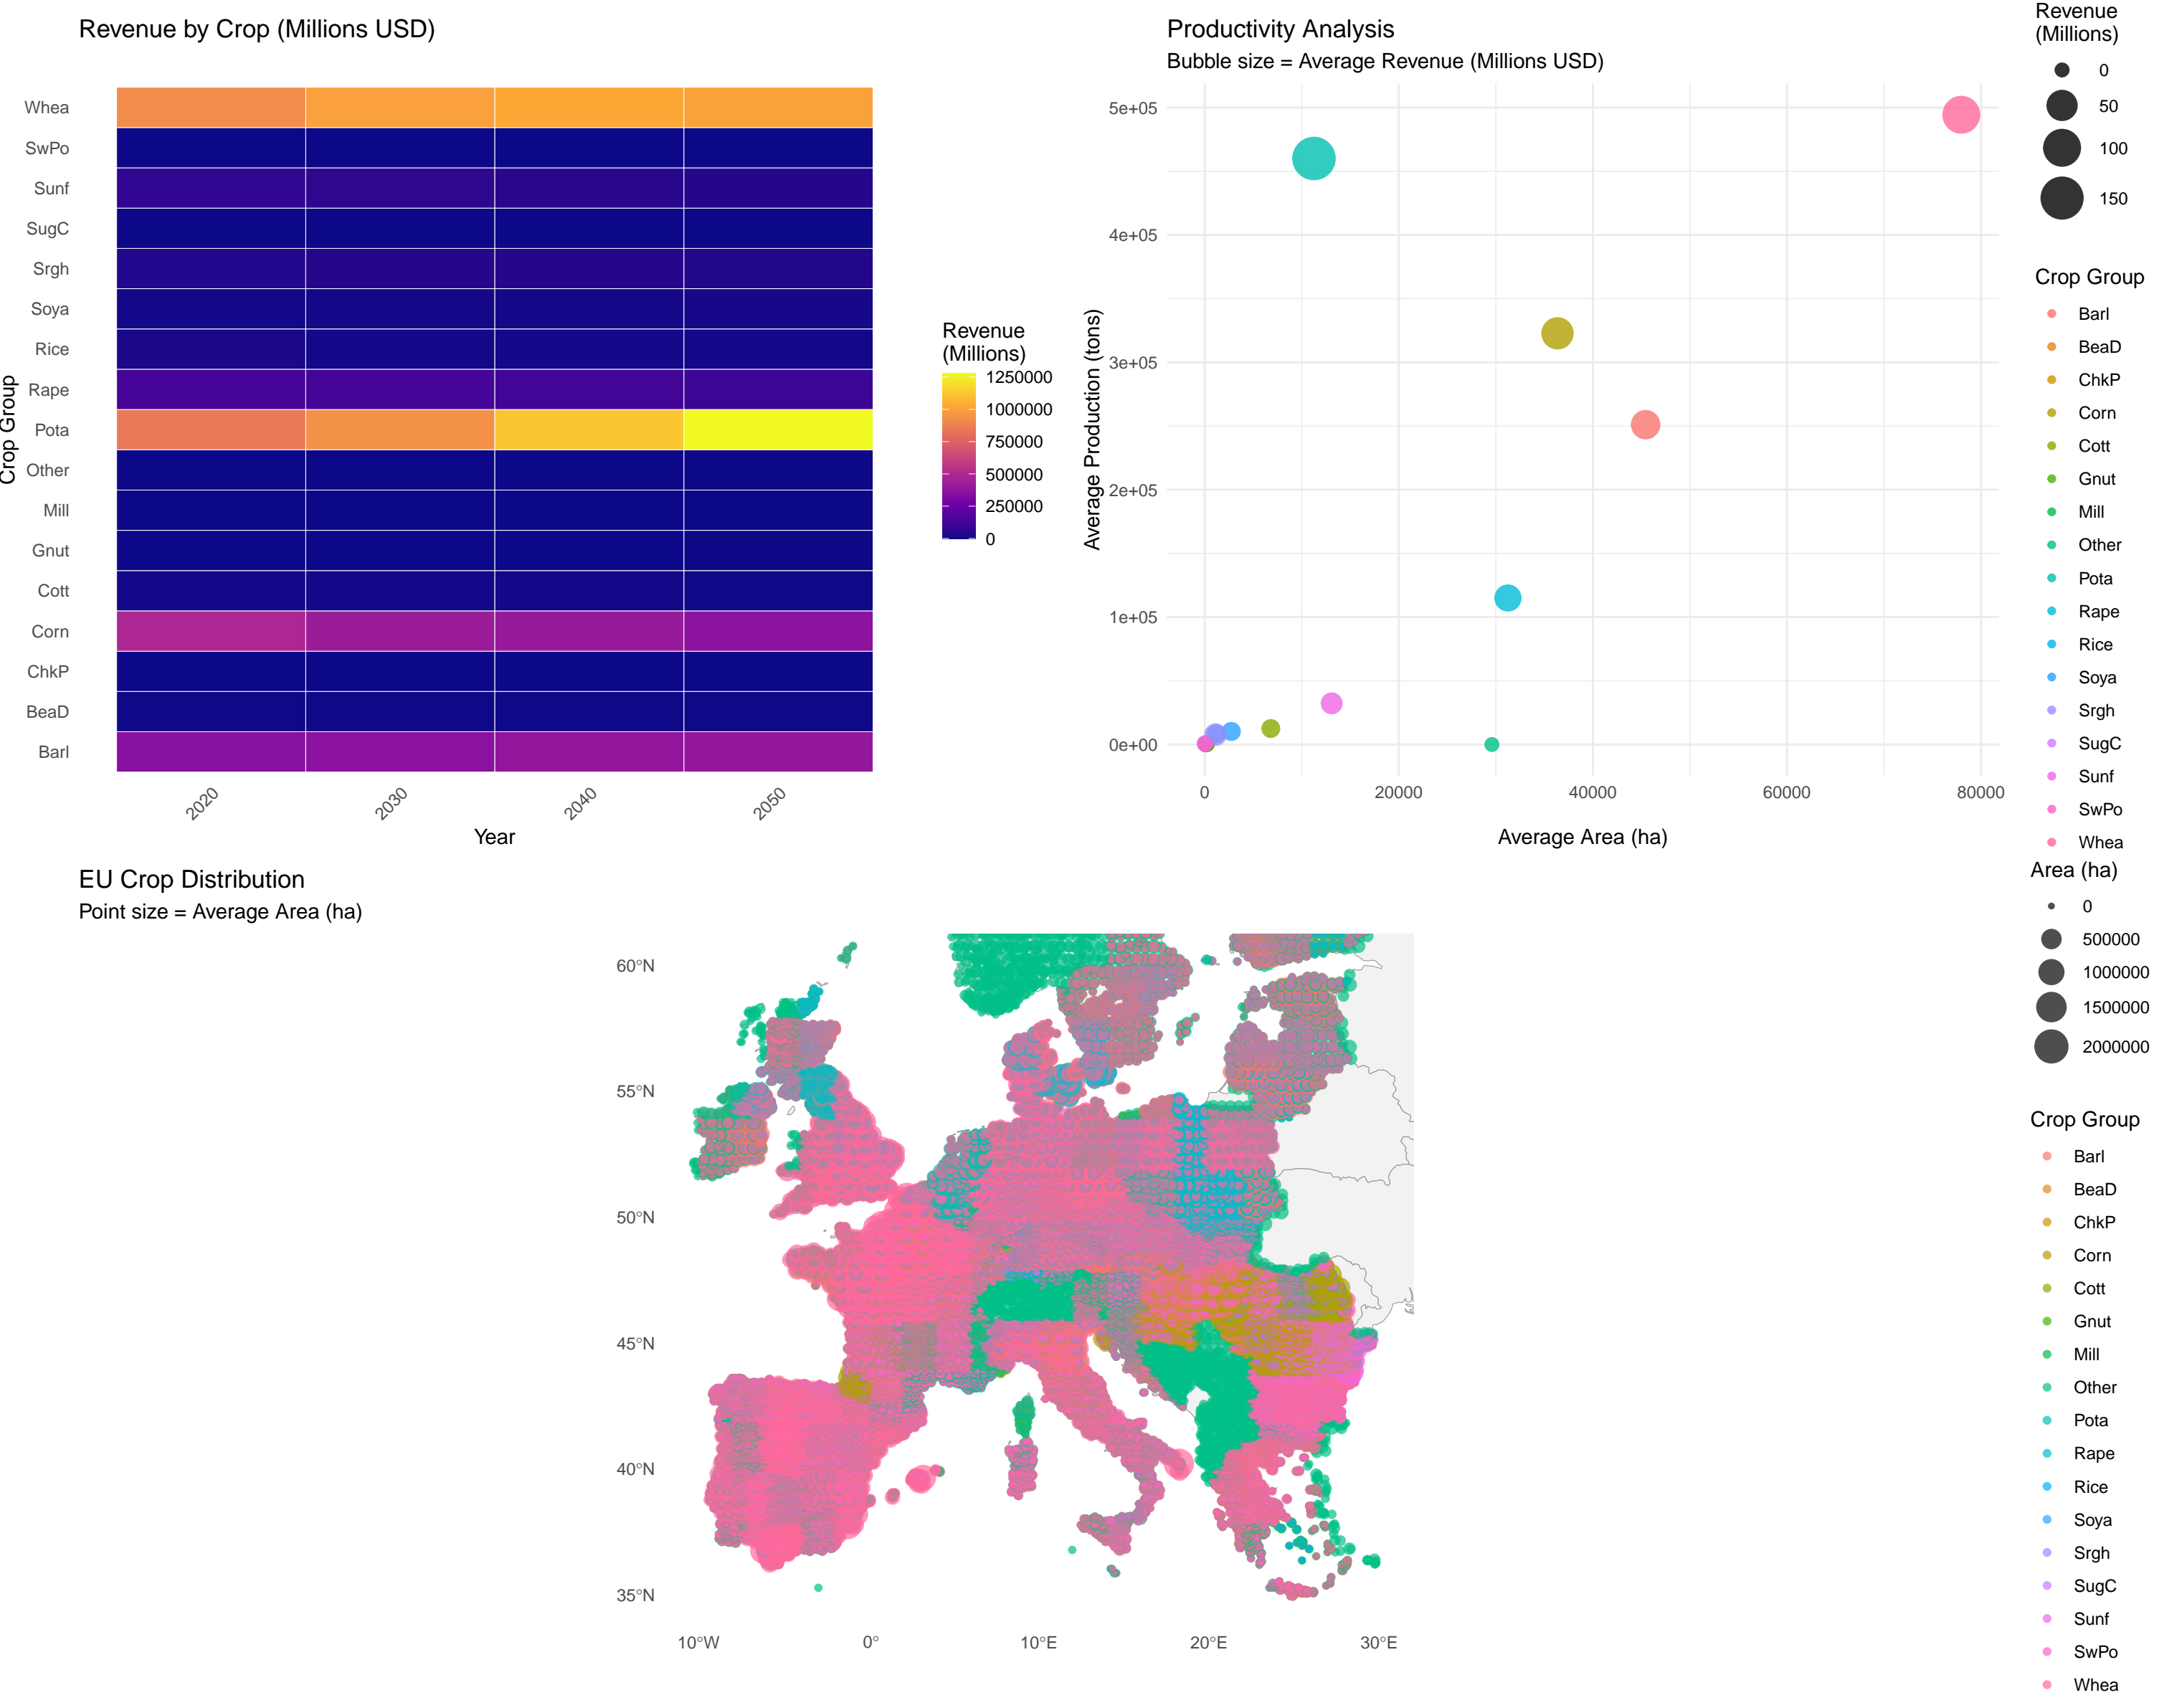 Revenue by Crop (Millions USD)
Whea
SwPo
Sunf
SugC
Srgh
Soya
Rice
Rape
Pota
Other
Mill
Gnut
Cott
Corn
ChkP
BeaD
Barl
Crop Group
2020
2030
2040
2050
Year
Revenue
(Millions)
1250000
1000000
750000
500000
250000
0
Productivity Analysis
Bubble size = Average Revenue (Millions USD)
5e+05
4e+05
3e+05
2e+05
1e+05
0e+00
Average Production (tons)
0
20000
40000
60000
80000
Average Area (ha)
Revenue
(Millions)
0
50
100
150
Crop Group
Barl
BeaD
ChkP
Corn
Cott
Gnut
Mill
Other
Pota
Rape
Rice
Soya
Srgh
SugC
Sunf
SwPo
Whea
EU Crop Distribution
Point size = Average Area (ha)
60°N
55°N
50°N
45°N
40°N
35°N
10°W
0°
10°E
20°E
30°E
Area (ha)
0
500000
1000000
1500000
2000000
Crop Group
Barl
BeaD
ChkP
Corn
Cott
Gnut
Mill
Other
Pota
Rape
Rice
Soya
Srgh
SugC
Sunf
SwPo
Whea